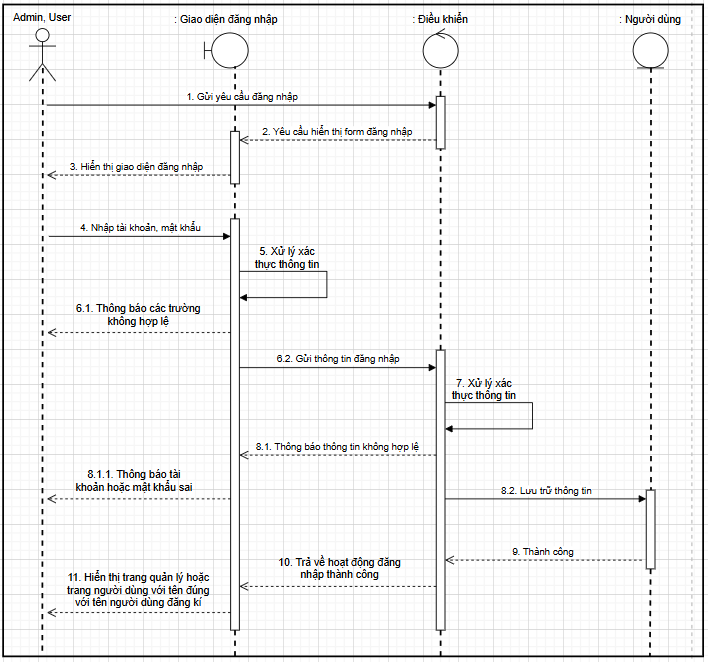 Admin, User
: Giao diện đăng nhập
: Điều khiển
: Người dùng
1. Gửi yêu cầu đăng nhập
2. Yêu cầu hiển thị form đăng nhập
3. Hiển thị giao diện đăng nhập
4. Nhập tài khoản, mật khẩu
5. Xử lý xác
thực thông tin
6.1. Thông báo các trường
không hợp lệ
6.2. Gửi thông tin đăng nhập
7. Xử lý xác
thực thông tin
8.1. Thông báo thông tin không hợp lệ
8.1.1. Thông báo tài
khoản hoặc mật khẩu sai
8.2. Lưu trữ thông tin
9. Thành công
10. Trả về hoạt động đăng
nhập thành công
11. Hiển thị trang quản lý hoặc
trang người dùng với tên đúng
với tên người dùng đăng kí